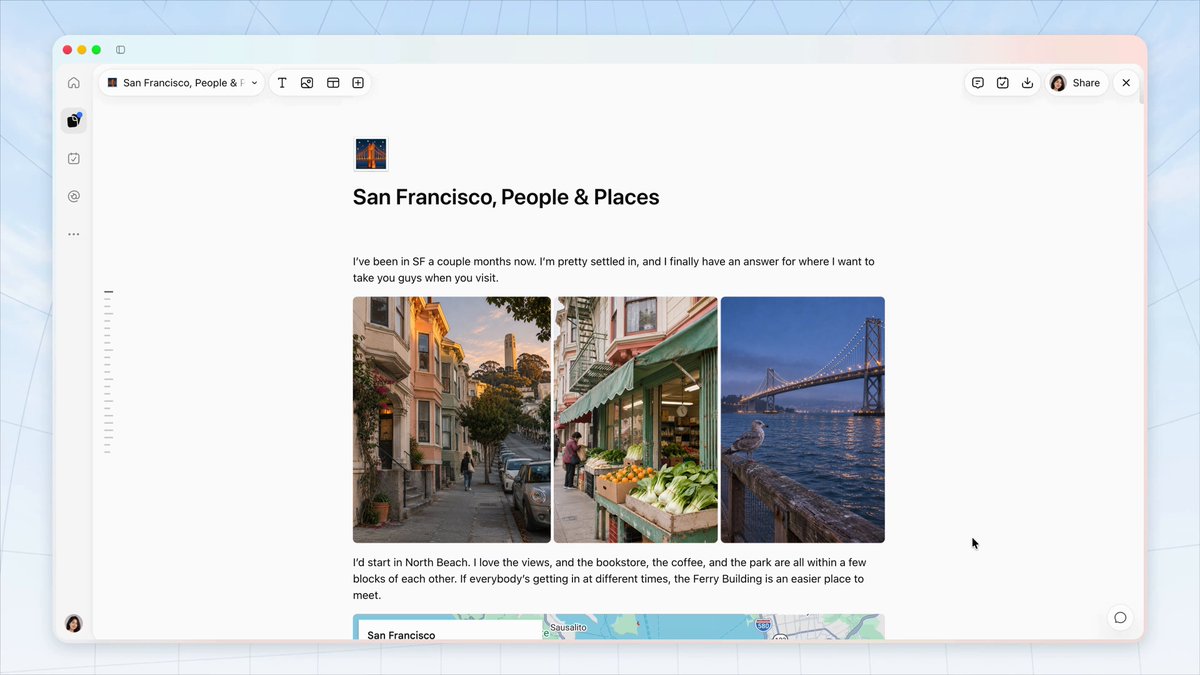 San Francisco, People & F
Share
San Francisco, People & Places
I’ve been in SF a couple months now. I’m pretty settled in, and I finally have an answer for where I want to
take you guys when you visit.
I’d start in North Beach. I love the views, and the bookstore, the coffee, and the park are all within a few
blocks of each other. If everybody’s getting in at different times, the Ferry Building is an easier place to
meet.
San Francisco
Sausalito
580